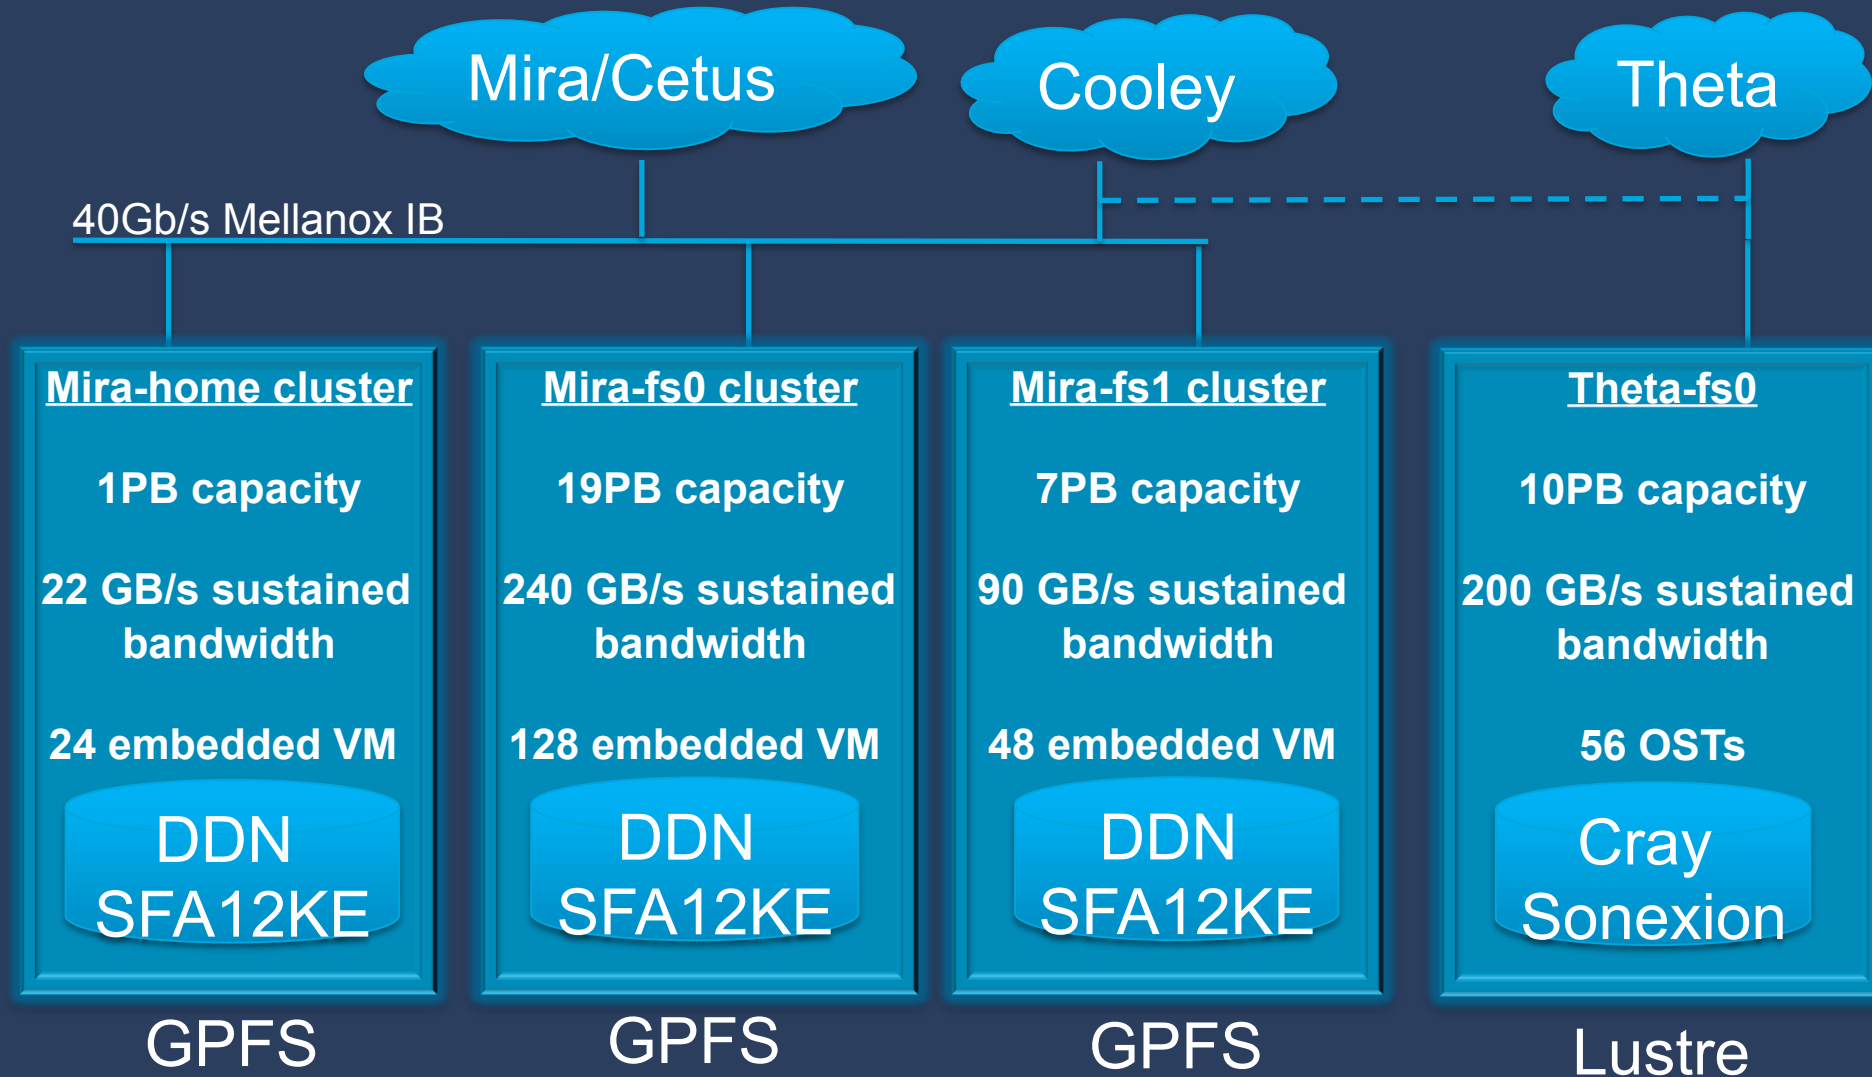 Mira/Cetus
Cooley
Theta
40Gb/s Mellanox IB
Mira-home cluster
1PB capacity
22 GB/s sustained
bandwidth
24 embedded VM
DDN
SFA12KE
GPFS
Mira-fs0 cluster
19PB capacity
240 GB/s sustained
bandwidth
128 embedded VM
DDN
SFA12KE
GPFS
Mira-fs1 cluster
7PB capacity
90 GB/s sustained
bandwidth
48 embedded VM
DDN
SFA12KE
GPFS
Theta-fs0
10PB capacity
200 GB/s sustained
bandwidth
56 OSTs
Cray
Sonexion
Lustre